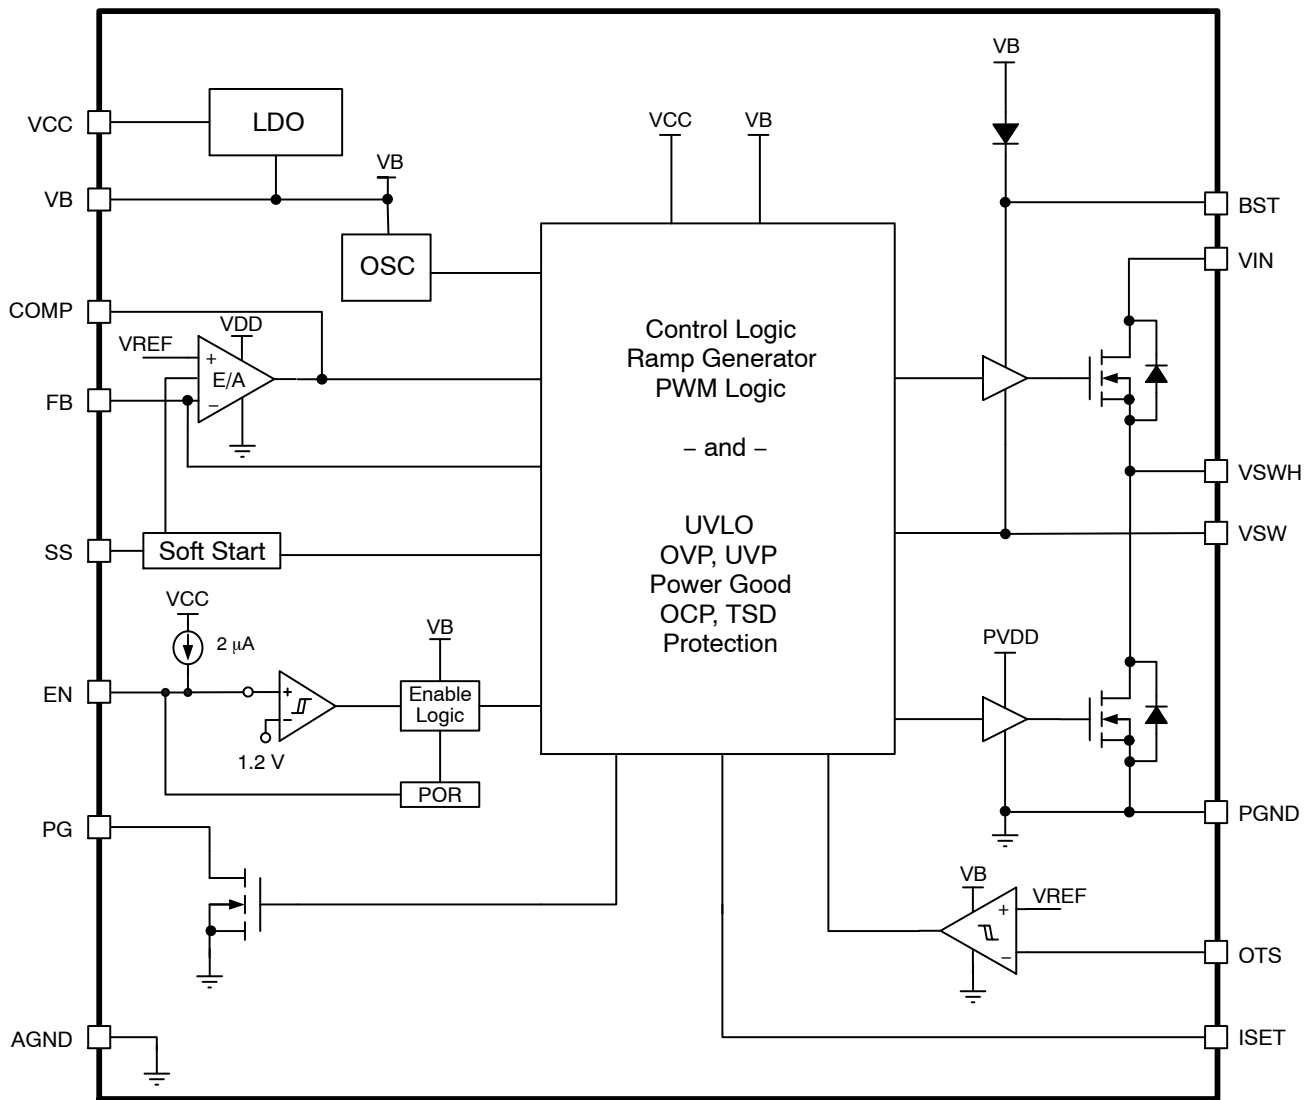 VB
VCC
LDO
VCC
VB
VB
VB
BST
OSC
VIN
COMP
VDD
VREF
+
E/A
−
FB
Control Logic
Ramp Generator
PWM Logic
– and –
UVLO
OVP, UVP
Power Good
OCP, TSD
Protection
VSWH
VSW
SS
Soft Start
VCC
2 μA
VB
PVDD
EN
+
−
1.2 V
Enable
Logic
POR
PG
PGND
VB
VREF
+
−
OTS
AGND
ISET